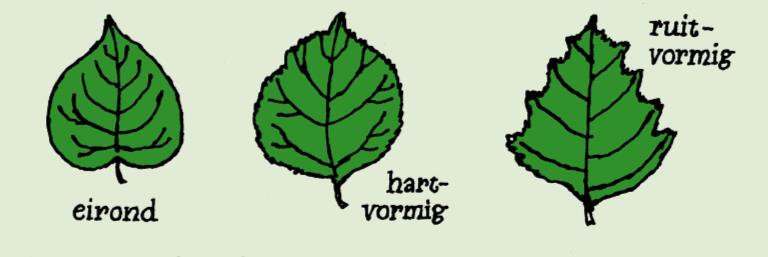 eirond
hart-
vormig
ruit-
vormig